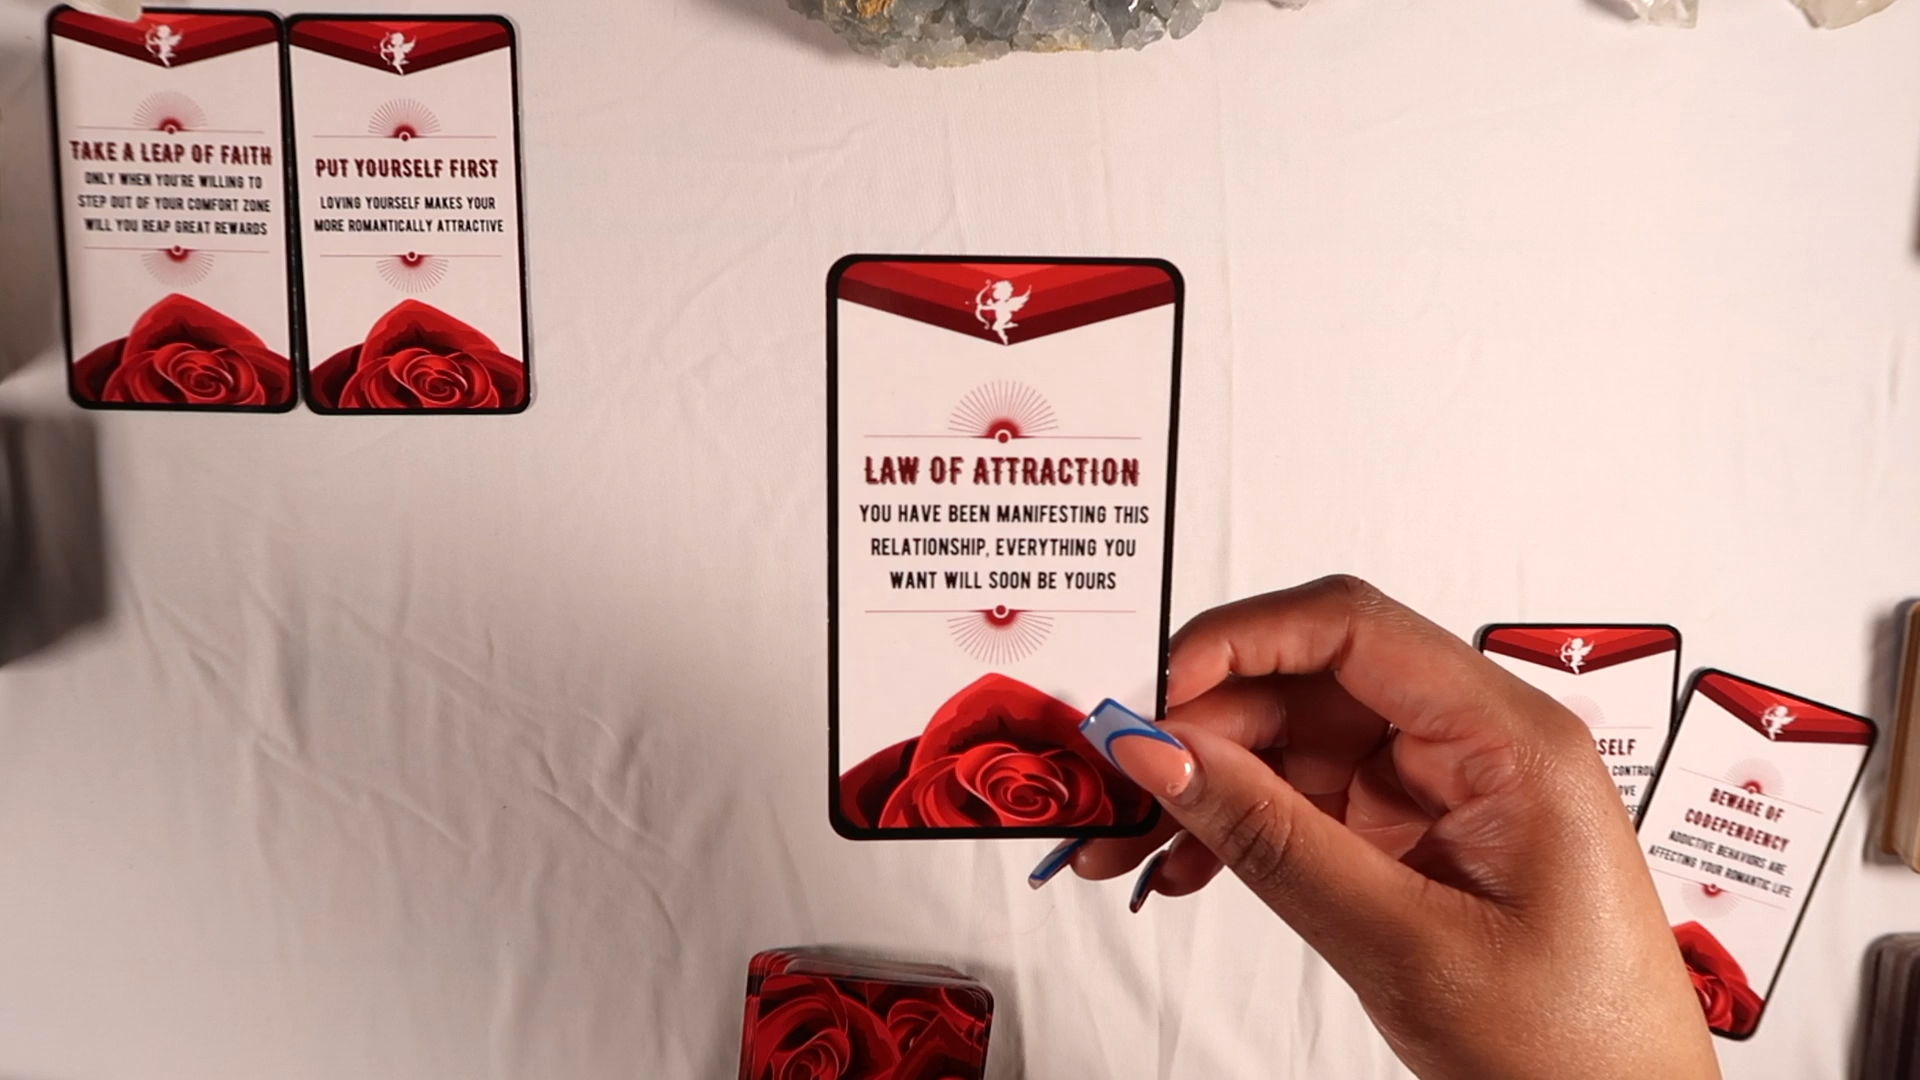 TAKE A LEAP OF FAITH
ONLY WHEN YOU'RE WILLING TO
STEP OUT OF YOUR COMFORT ZONE
WILL YOU REAP GREAT REWARDS
PUT YOURSELF FIRST
LOVING YOURSELF MAKES YOUR
MORE ROMANTICALLY ATTRACTIVE
LAW OF ATTRACTION
YOU HAVE BEEN MANIFESTING THIS
RELATIONSHIP, EVERYTHING YOU
WANT WILL SOON BE YOURS
CONTROL
BEWARE OF
CODEPENDENCY
ADDICTIVE BEHAVIORS ARE
AFFECTING YOUR ROMANTIC LIFE